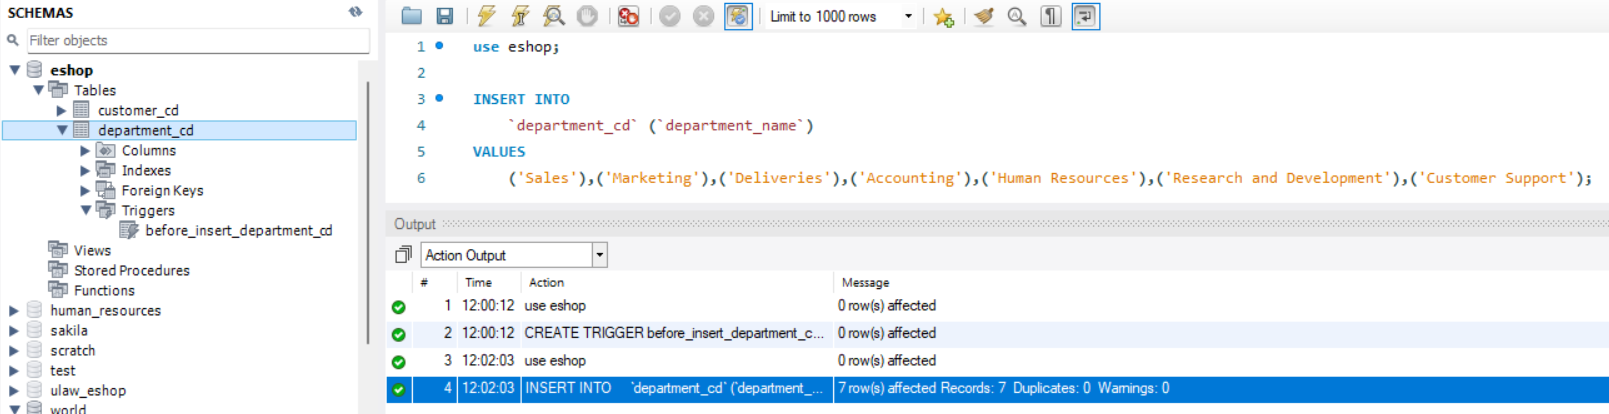 SCHEMAS
Filter objects
eshop
Tables
customer_cd
department_cd
Columns
Indexes
Foreign Keys
Triggers
before_insert_department_cd
Views
Stored Procedures
Functions
human_resources
sakila
scratch
test
ulaw_eshop
world
Limit to 1000 rows
1 use eshop;
2
3 INSERT INTO
4 `department_cd` (`department_name`)
5 VALUES
6 ('Sales'),('Marketing'),('Deliveries'),('Accounting'),('Human Resources'),('Research and Development'),('Customer Support');
Output
Action Output
# Time Action Message
1 12:00:12 use eshop 0 row(s) affected
2 12:00:12 CREATE TRIGGER before_insert_department_c... 0 row(s) affected
3 12:02:03 use eshop 0 row(s) affected
4 12:02:03 INSERT INTO `department_cd` (`department_... 7 row(s) affected Records: 7 Duplicates: 0 Warnings: 0